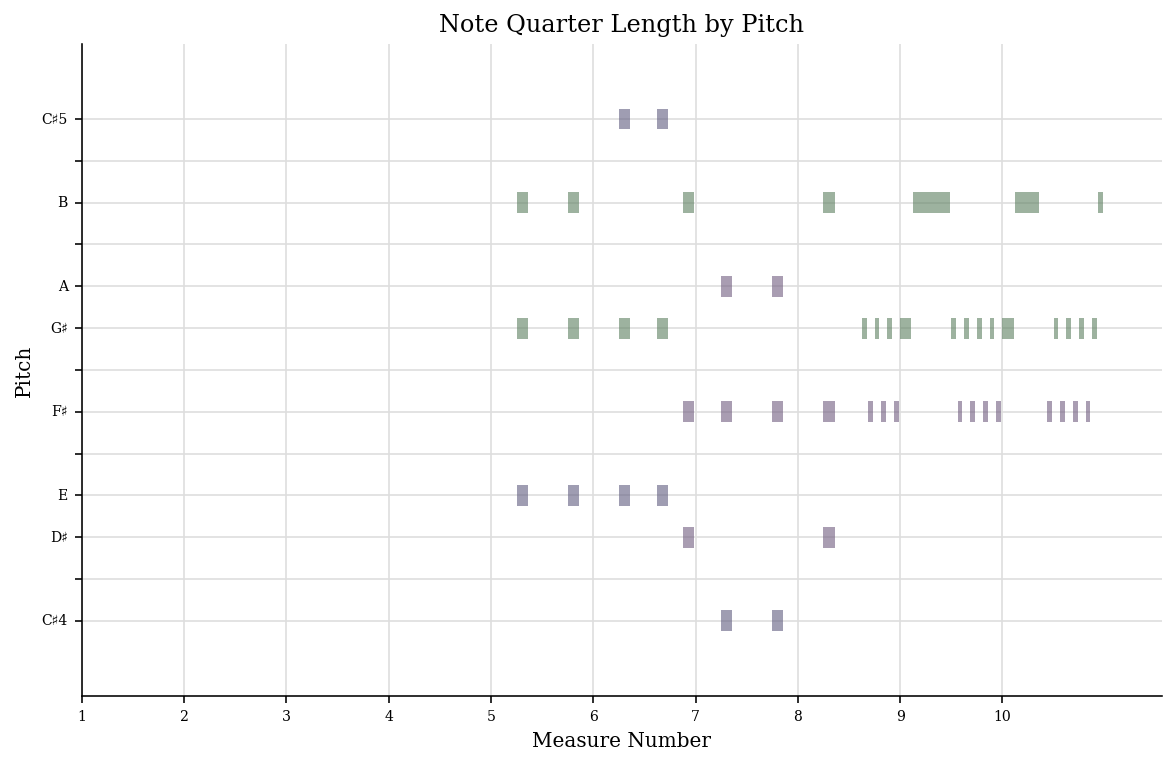 Note Quarter Length by Pitch
C♯5
B
A
G♯
F♯
E
D♯
C♯4
Pitch
1 2 3 4 5 6 7 8 9 10
Measure Number